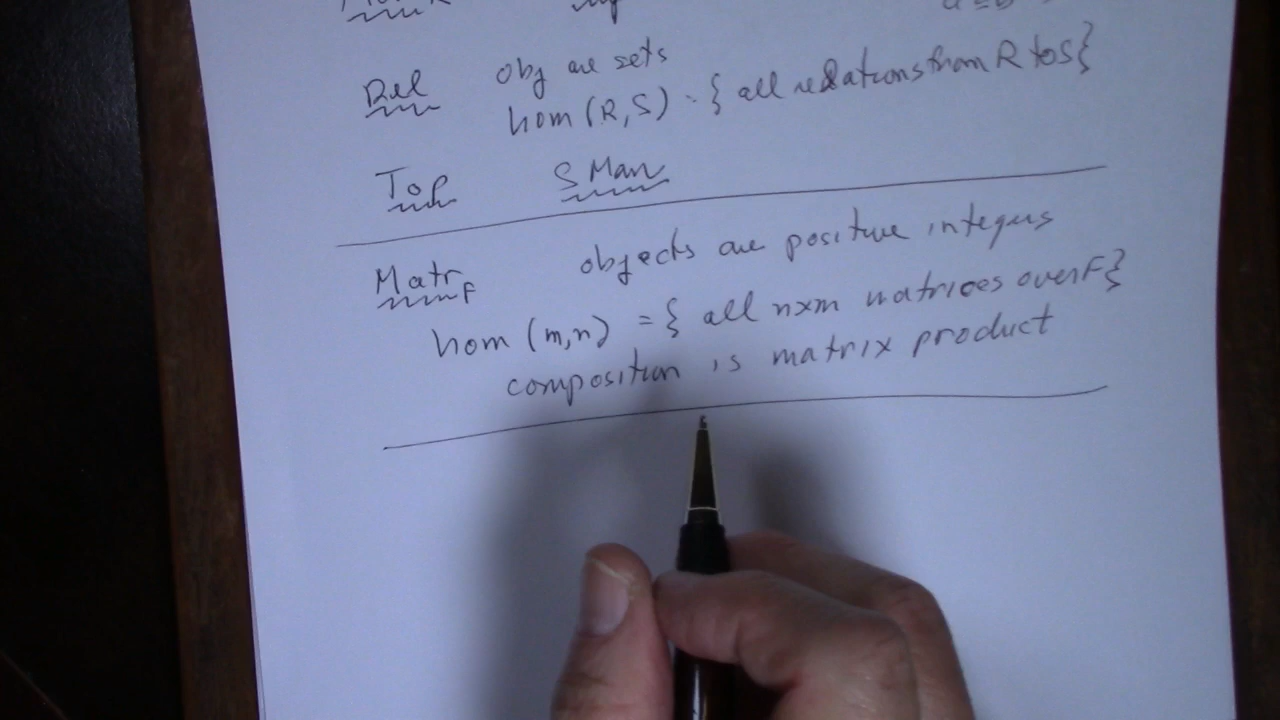 Rel obj are sets
hom (R, S) = { all relations from R to S}
Top SMan
Matr_F objects are positive integers
hom (m,n) = { all nxm matrices over F}
composition is matrix product